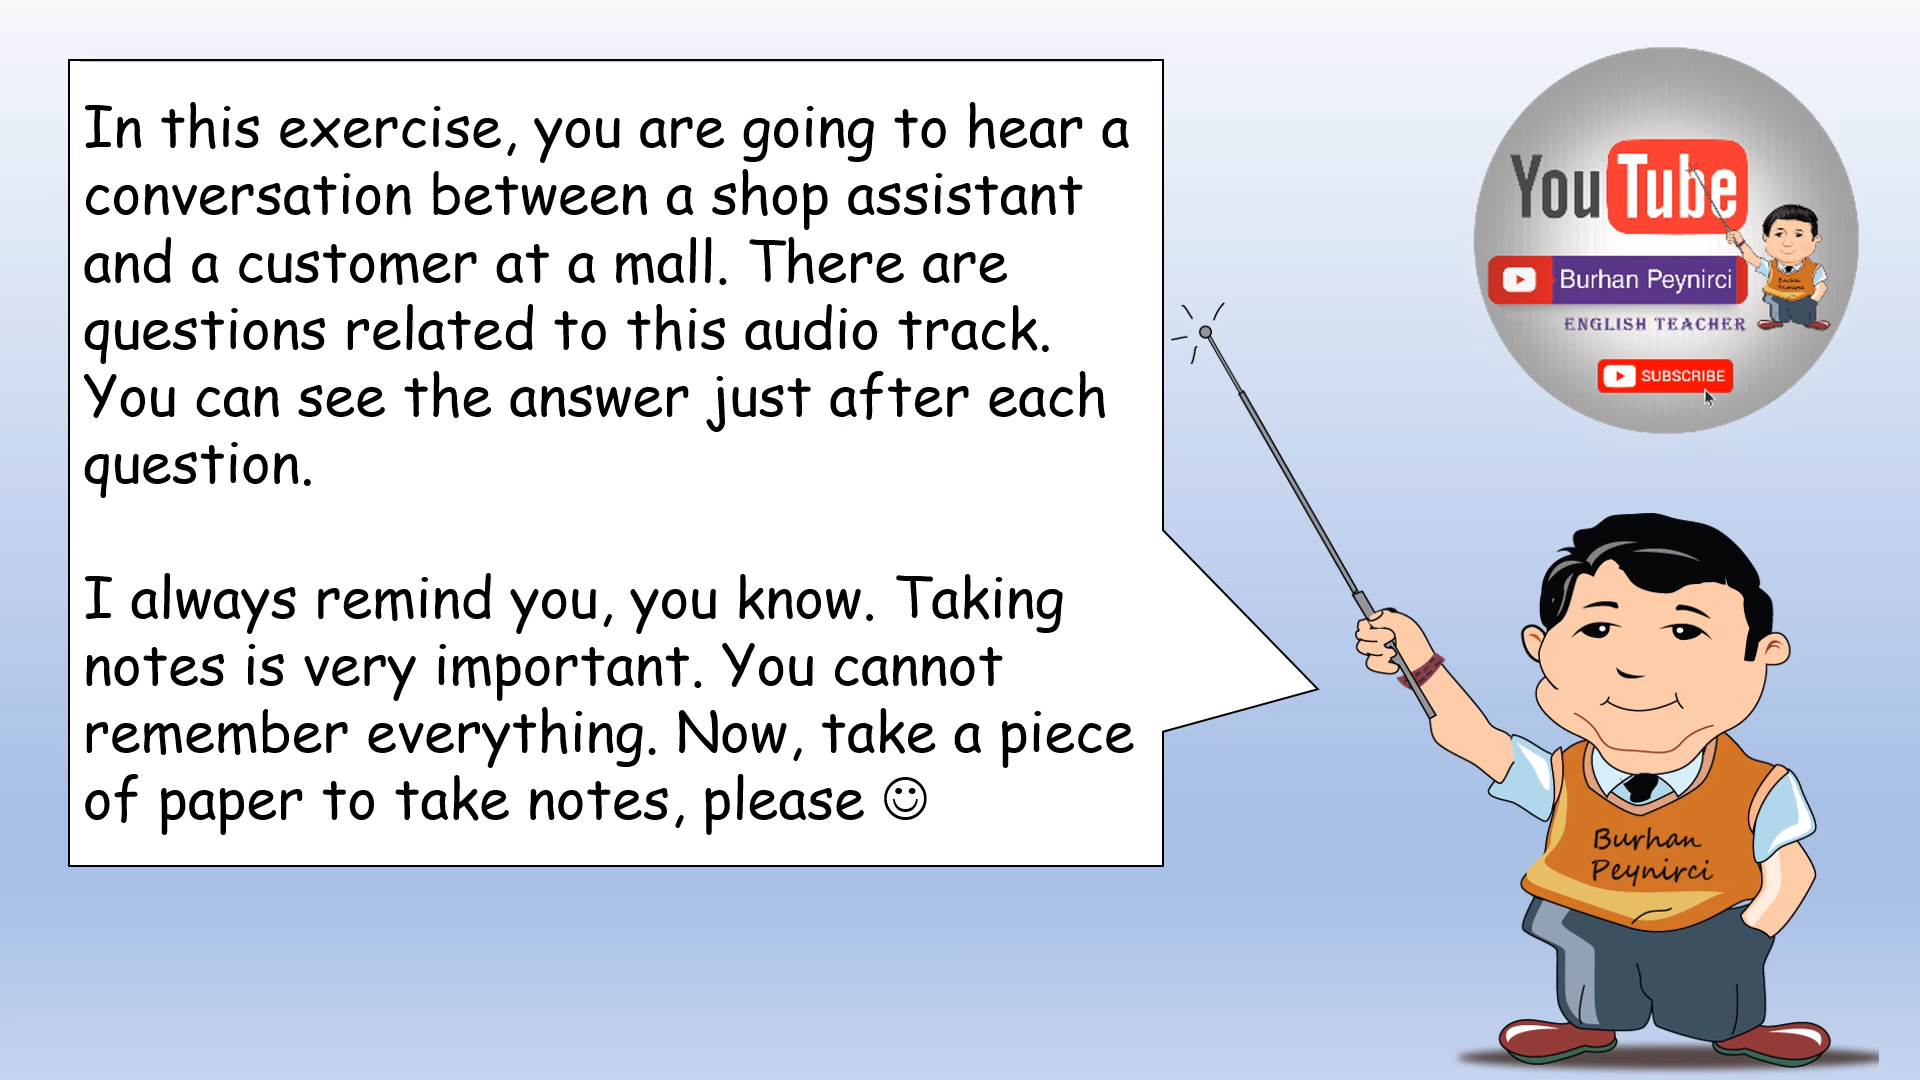 In this exercise, you are going to hear a
conversation between a shop assistant
and a customer at a mall. There are
questions related to this audio track.
You can see the answer just after each
question.
I always remind you, you know. Taking
notes is very important. You cannot
remember everything. Now, take a piece
of paper to take notes, please ☺
YouTube
Burhan Peynirci
ENGLISH TEACHER
SUBSCRIBE
Burhan
Peynirci